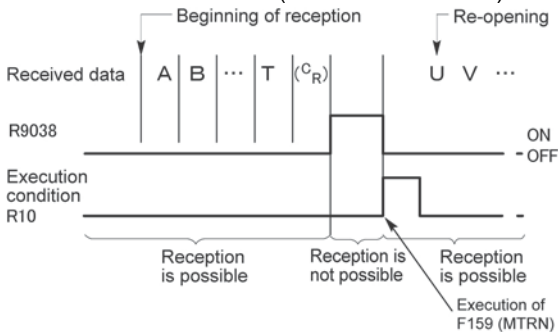 Beginning of reception
Re-opening
Received data A B ··· T (CR) U V ···
R9038
ON
OFF
Execution
condition
R10
Reception
is possible
Reception is
not possible
Reception
is possible
Execution of
F159 (MTRN)